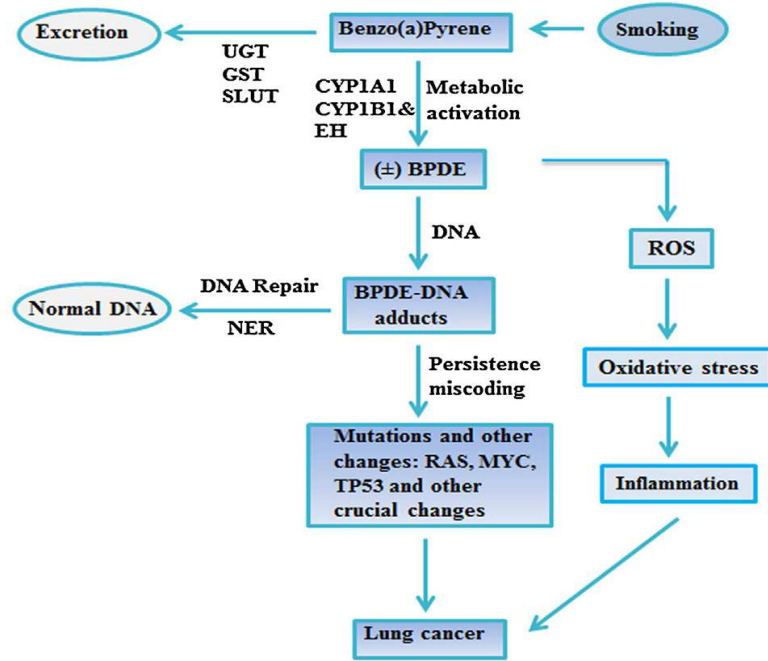 Excretion
Benzo(a)Pyrene
Smoking
UGT
GST
SLUT
CYP1A1
CYP1B1&
EH
Metabolic
activation
(±) BPDE
DNA
ROS
DNA Repair
NER
Normal DNA
BPDE-DNA
adducts
Oxidative stress
Persistence
miscoding
Mutations and other
changes: RAS, MYC,
TP53 and other
crucial changes
Inflammation
Lung cancer